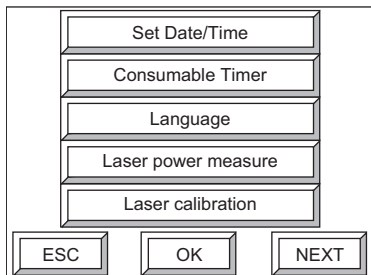 Set Date/Time
Consumable Timer
Language
Laser power measure
Laser calibration
ESC OK NEXT